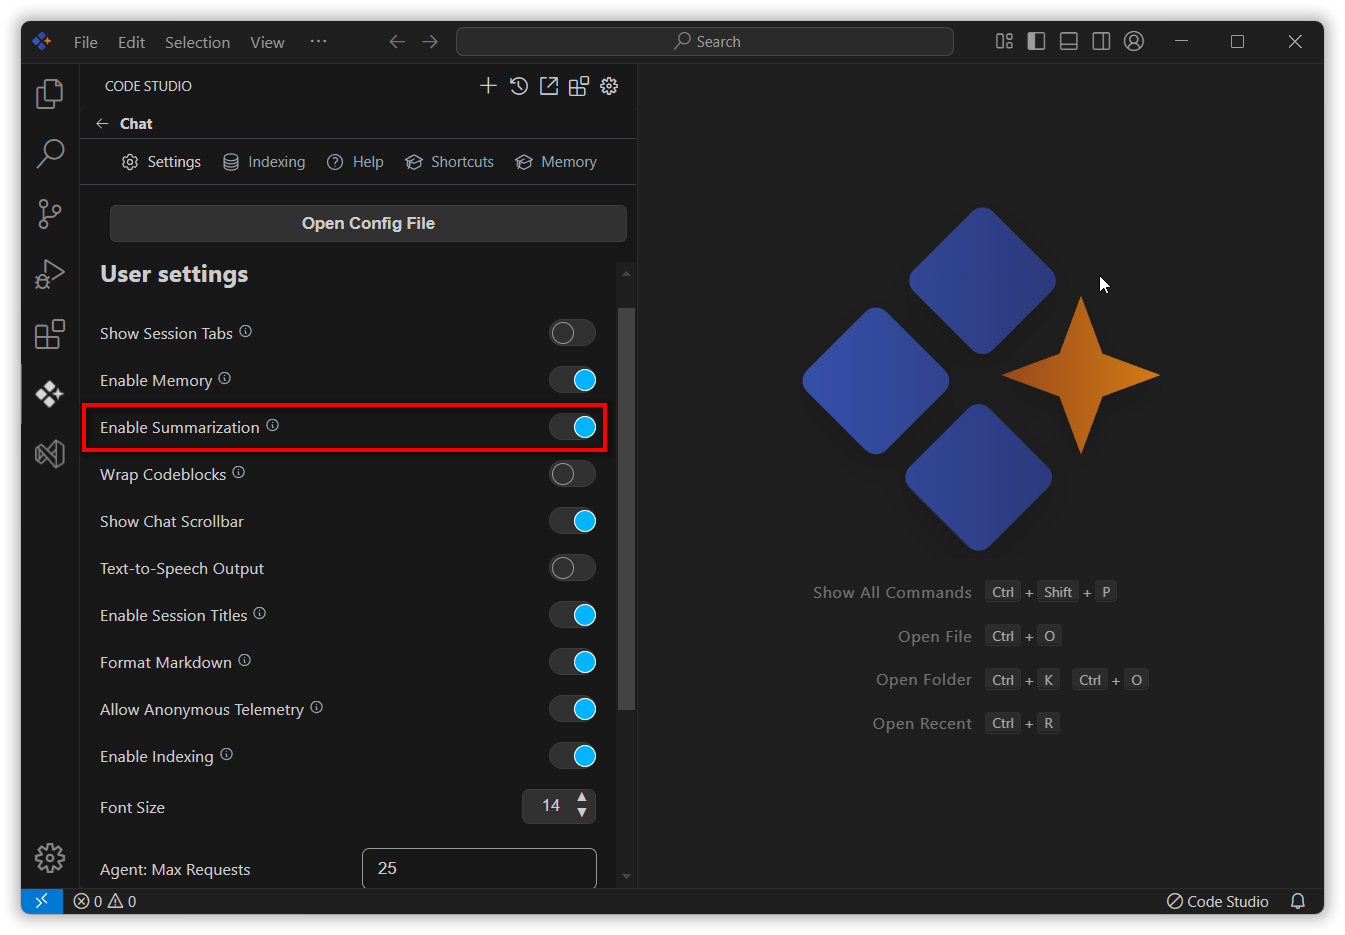 File Edit Selection View ···
Search
CODE STUDIO
Chat
Settings Indexing Help Shortcuts Memory
Open Config File
User settings
Show Session Tabs
Enable Memory
Enable Summarization
Wrap Codeblocks
Show Chat Scrollbar
Text-to-Speech Output
Enable Session Titles
Format Markdown
Allow Anonymous Telemetry
Enable Indexing
Font Size 14
Agent: Max Requests 25
Show All Commands Ctrl + Shift + P
Open File Ctrl + O
Open Folder Ctrl + K Ctrl + O
Open Recent Ctrl + R
0 0
Code Studio